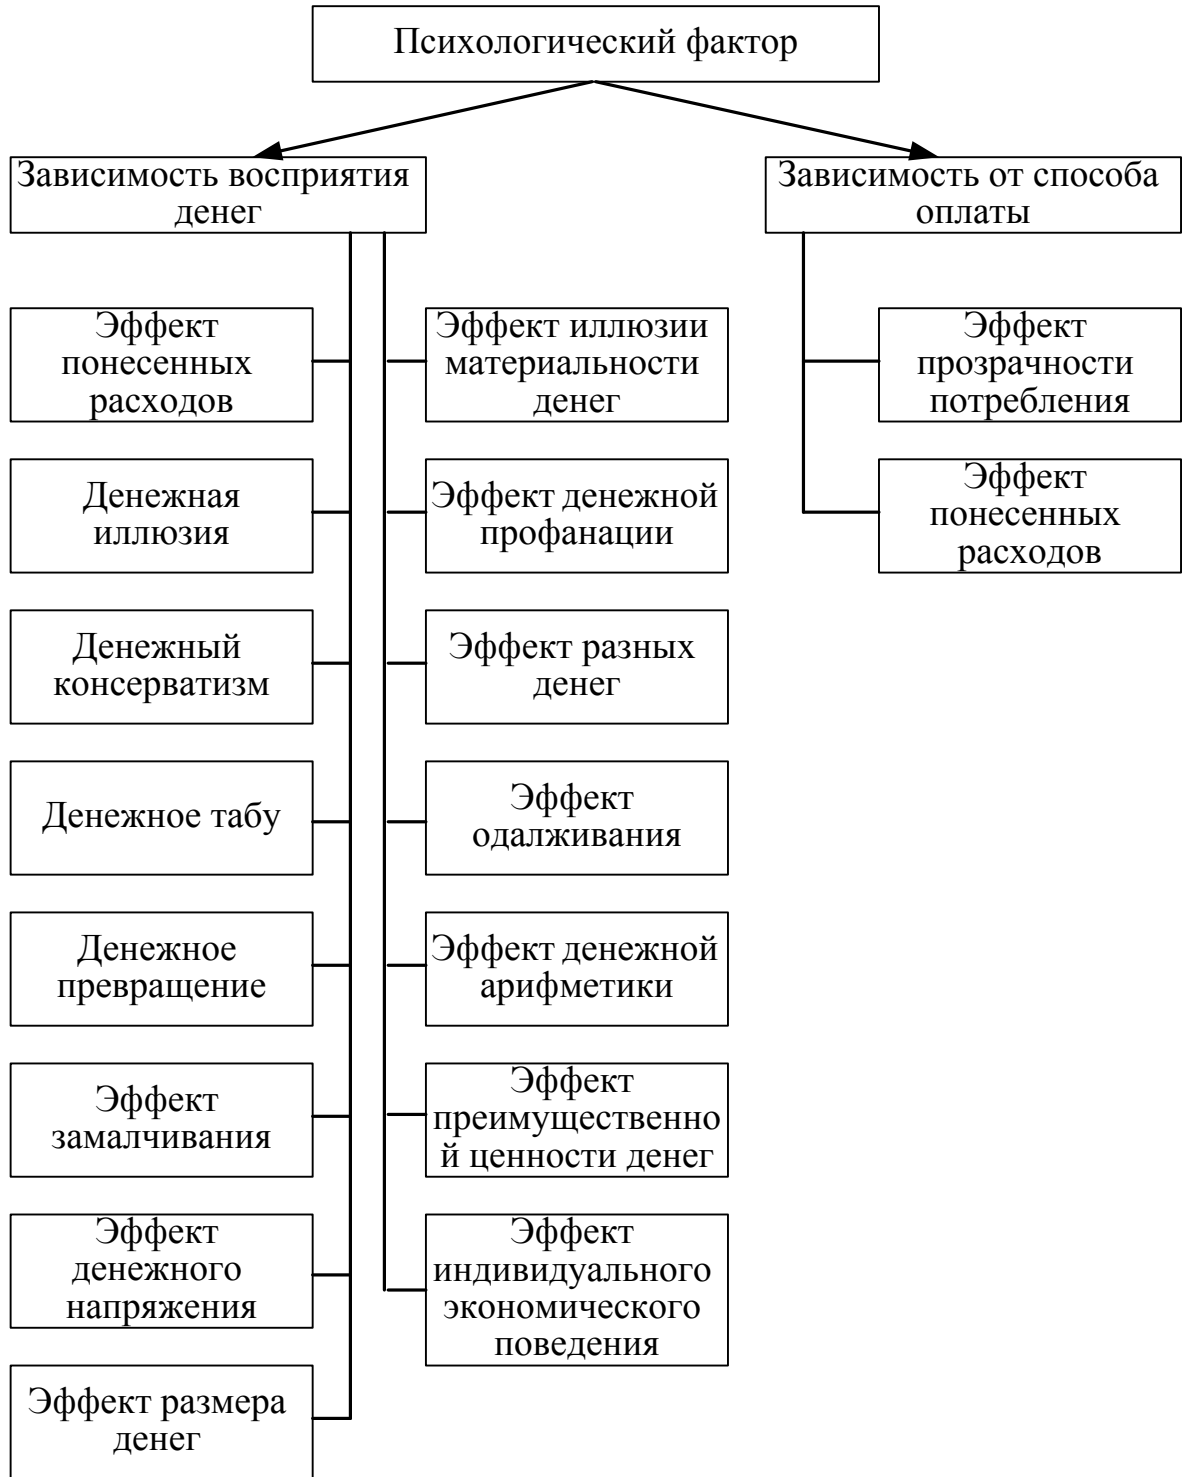 Психологический фактор
Зависимость восприятия
денег
Зависимость от способа
оплаты
Эффект
понесенных
расходов
Эффект иллюзии
материальности
денег
Эффект
прозрачности
потребления
Денежная
иллюзия
Эффект денежной
профанации
Эффект
понесенных
расходов
Денежный
консерватизм
Эффект разных
денег
Денежное табу
Эффект
одалживания
Денежное
превращение
Эффект денежной
арифметики
Эффект
замалчивания
Эффект
преимущественно
й ценности денег
Эффект
денежного
напряжения
Эффект
индивидуального
экономического
поведения
Эффект размера
денег